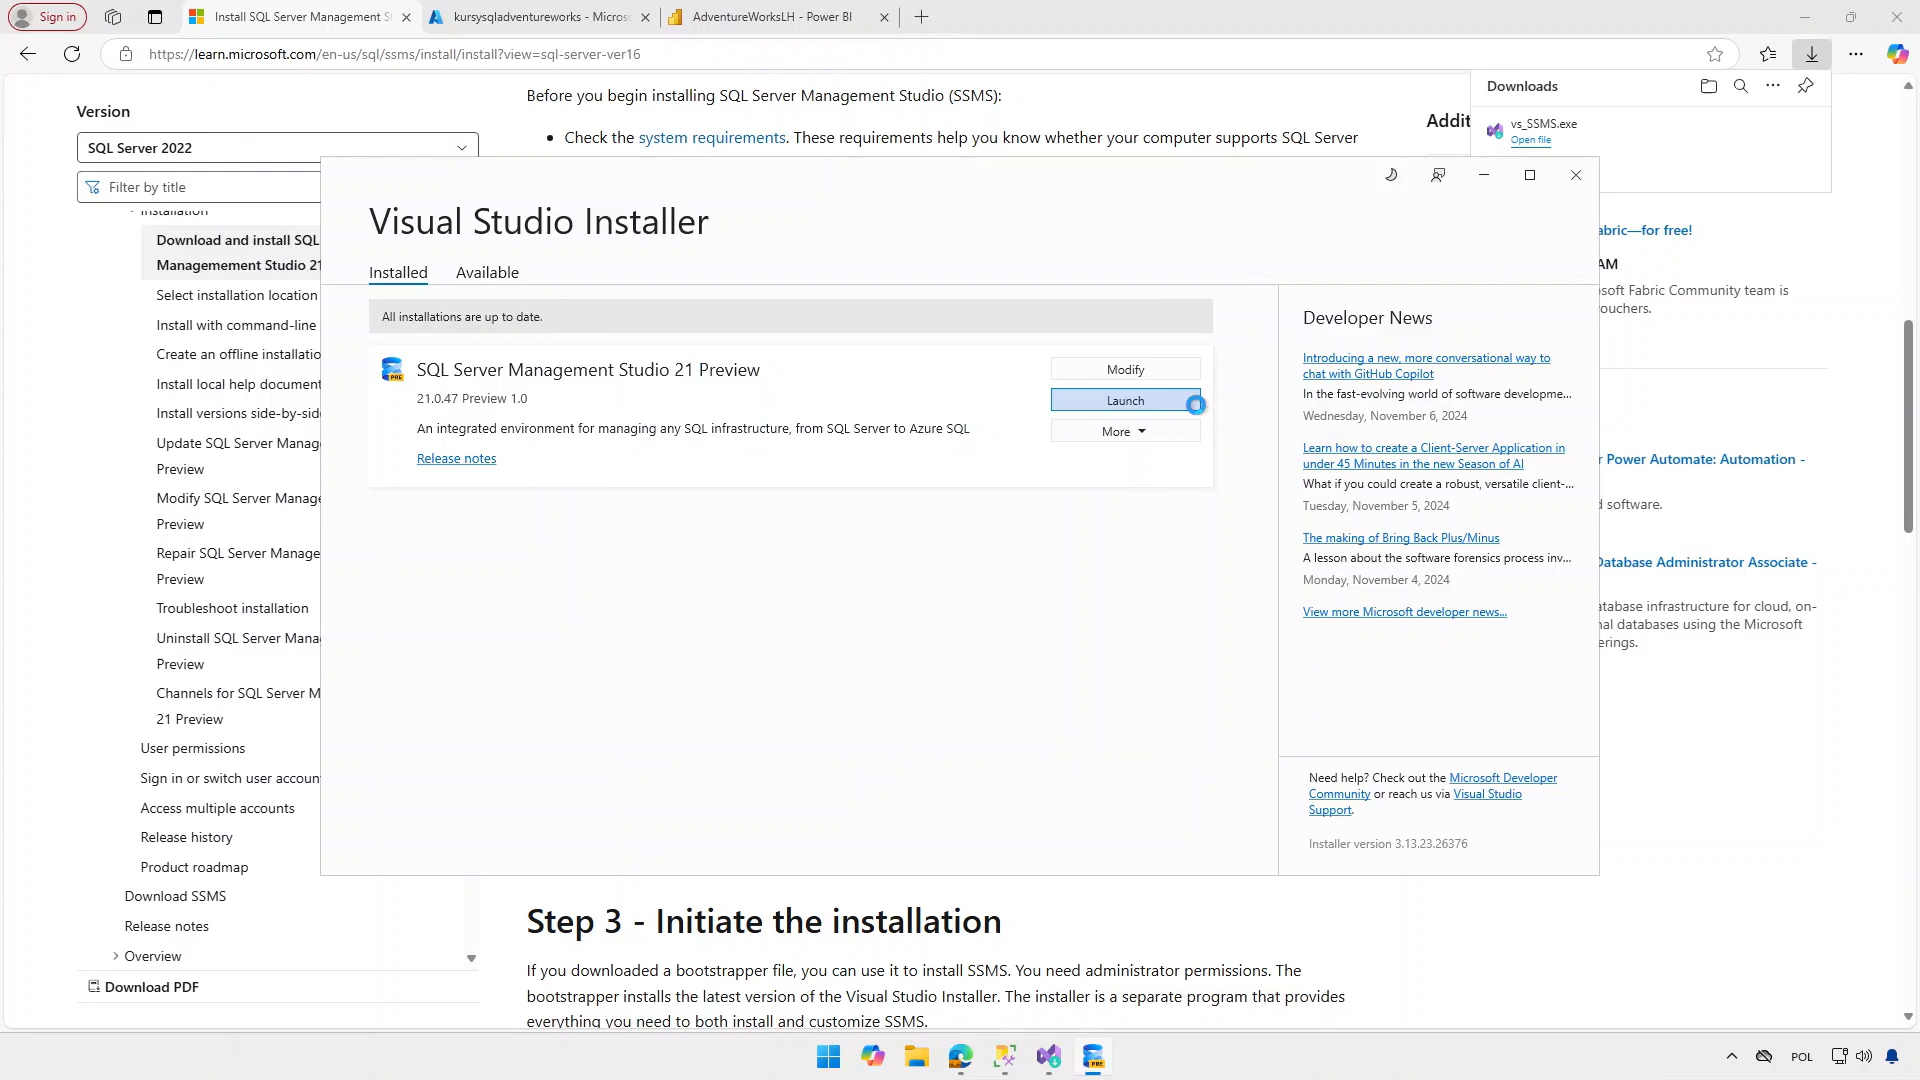 Sign in
Install SQL Server Management S
kursysqladventureworks - Micros
AdventureWorksLH - Power BI
https://learn.microsoft.com/en-us/sql/ssms/install/install?view=sql-server-ver16
Version
SQL Server 2022
Filter by title
Installation
Download and install SQL
Managemement Studio 21
Select installation location
Install with command-line
Create an offline installatio
Install local help document
Install versions side-by-side
Update SQL Server Manag
Preview
Modify SQL Server Manage
Preview
Repair SQL Server Manage
Preview
Troubleshoot installation
Uninstall SQL Server Mana
Preview
Channels for SQL Server M
21 Preview
User permissions
Sign in or switch user accoun
Access multiple accounts
Release history
Product roadmap
Download SSMS
Release notes
Overview
Download PDF
Before you begin installing SQL Server Management Studio (SSMS):
• Check the system requirements. These requirements help you know whether your computer supports SQL Server
Addit
Downloads
vs_SSMS.exe
Open file
Visual Studio Installer
Installed
Available
All installations are up to date.
SQL Server Management Studio 21 Preview
21.0.47 Preview 1.0
An integrated environment for managing any SQL infrastructure, from SQL Server to Azure SQL
Release notes
PRE
Modify
Launch
More
Developer News
Introducing a new, more conversational way to
chat with GitHub Copilot
In the fast-evolving world of software developme...
Wednesday, November 6, 2024
Learn how to create a Client-Server Application in
under 45 Minutes in the new Season of AI
What if you could create a robust, versatile client-...
Tuesday, November 5, 2024
The making of Bring Back Plus/Minus
A lesson about the software forensics process inv...
Monday, November 4, 2024
View more Microsoft developer news...
Need help? Check out the Microsoft Developer
Community or reach us via Visual Studio
Support.
Installer version 3.13.23.26376
abric—for free!
AM
soft Fabric Community team is
ouchers.
r Power Automate: Automation -
d software.
Database Administrator Associate -
atabase infrastructure for cloud, on-
nal databases using the Microsoft
erings.
Step 3 - Initiate the installation
If you downloaded a bootstrapper file, you can use it to install SSMS. You need administrator permissions. The
bootstrapper installs the latest version of the Visual Studio Installer. The installer is a separate program that provides
everything you need to both install and customize SSMS.
PRE
POL